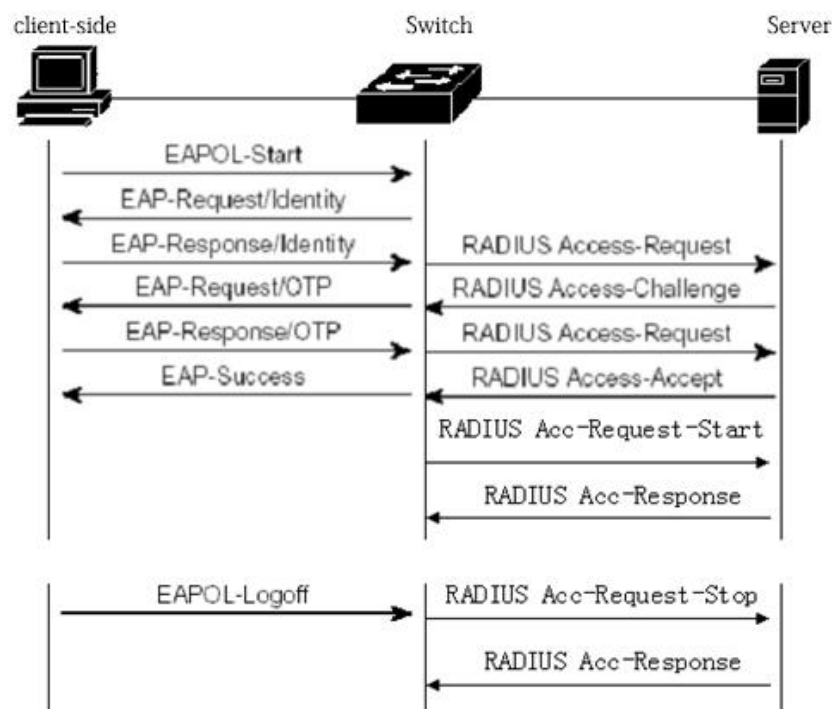 client-side Switch Server
EAPOL-Start
EAP-Request/Identity
EAP-Response/Identity RADIUS Access-Request
EAP-Request/OTP RADIUS Access-Challenge
EAP-Response/OTP RADIUS Access-Request
EAP-Success RADIUS Access-Accept
RADIUS Acc-Request-Start
RADIUS Acc-Response
EAPOL-Logoff RADIUS Acc-Request-Stop
RADIUS Acc-Response